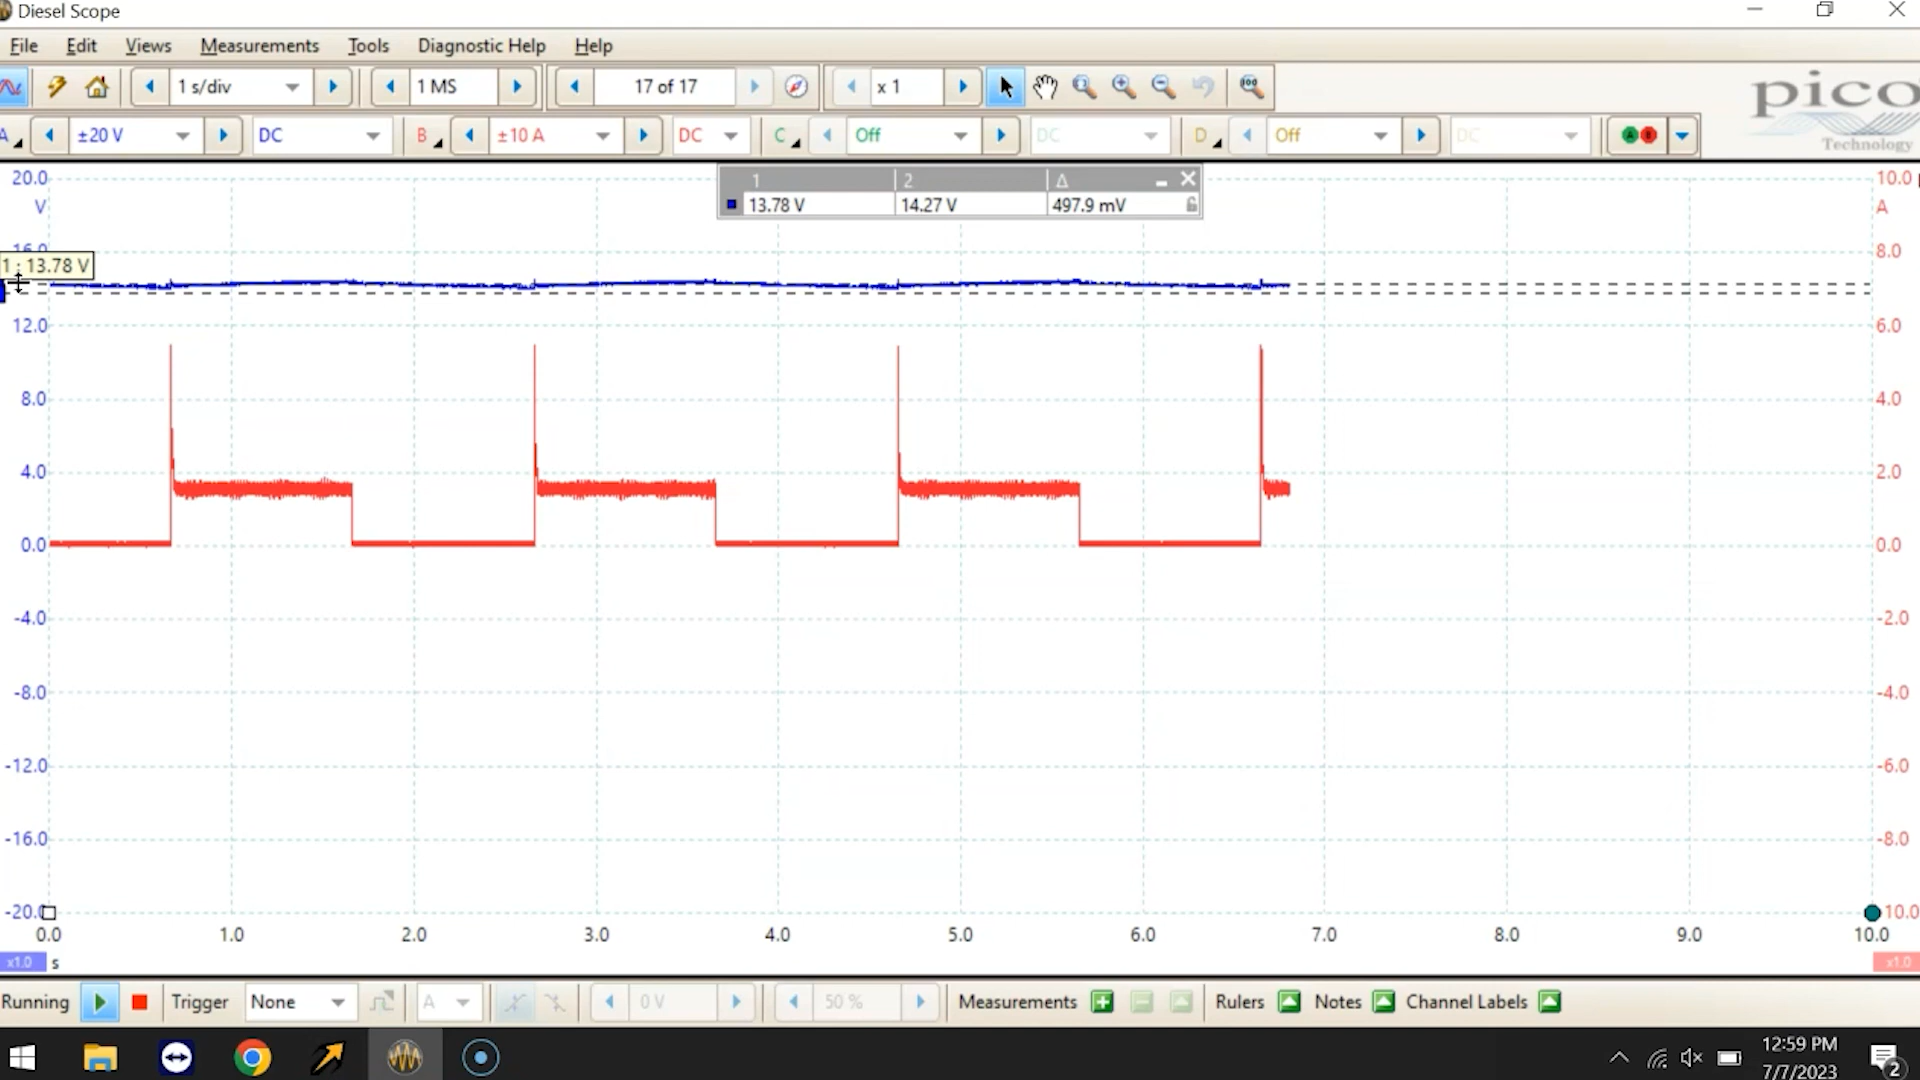 Diesel Scope
File Edit Views Measurements Tools Diagnostic Help Help
1 s/div 1 MS 17 of 17 x 1 100
pico
Technology
A ±20 V DC B ±10 A DC C Off DC D Off DC A B
20.0 10.0
V A
1 2 Δ
13.78 V 14.27 V 497.9 mV
16.0 8.0
1 : 13.78 V
12.0 6.0
8.0 4.0
4.0 2.0
0.0 0.0
-4.0 -2.0
-8.0 -4.0
-12.0 -6.0
-16.0 -8.0
-20.0 10.0
0.0 1.0 2.0 3.0 4.0 5.0 6.0 7.0 8.0 9.0 10.0
x1.0 s x1.0
Running Trigger None A 0 V 50 % Measurements Rulers Notes Channel Labels
12:59 PM
7/7/2023
2